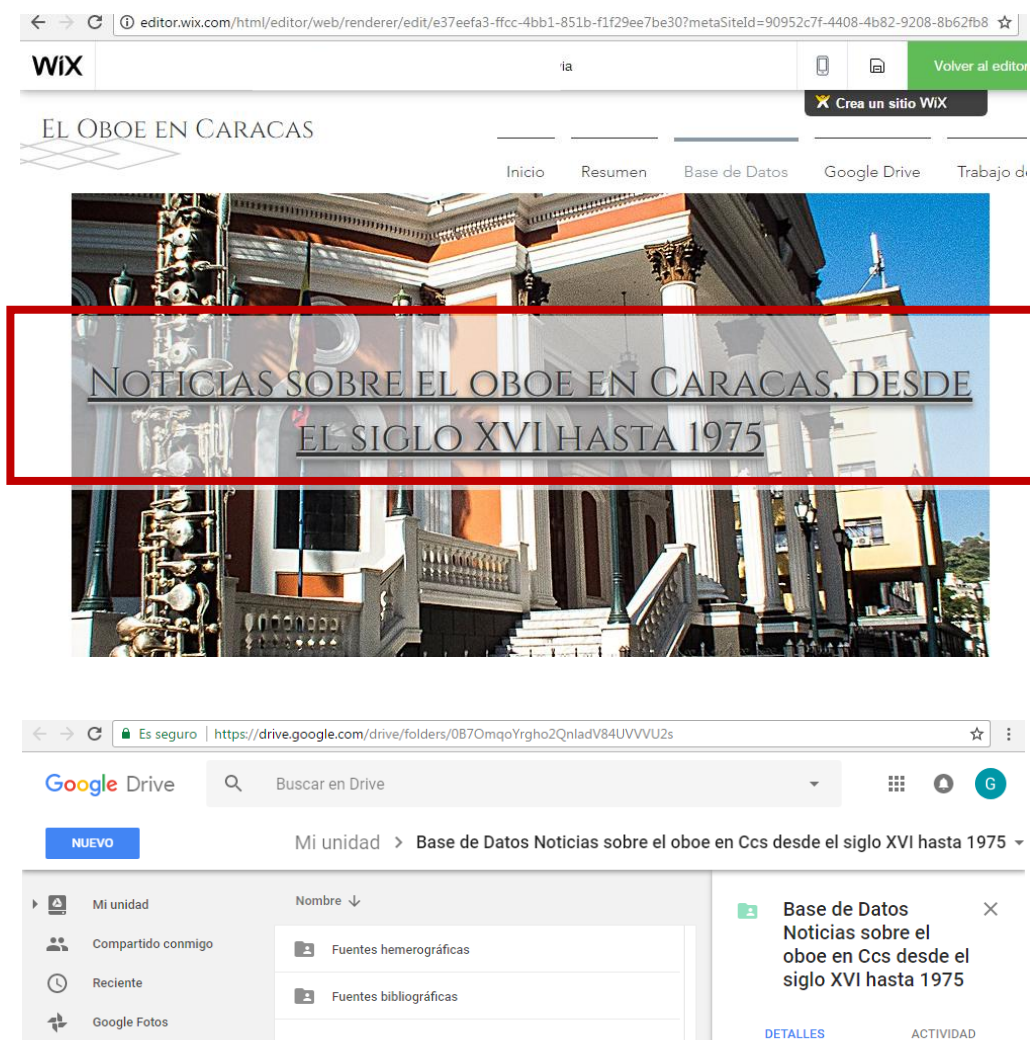 editor.wix.com/html/editor/web/renderer/edit/e37eefa3-ffcc-4bb1-851b-f1f29ee7be30?metaSiteId=90952c7f-4408-4b82-9208-8b62fb8
WiX
Volver al editor
Crea un sitio WiX
El Oboe en Caracas
Inicio Resumen Base de Datos Google Drive Trabajo de
Noticias sobre el oboe en Caracas, desde
el siglo XVI hasta 1975
Es seguro | https://drive.google.com/drive/folders/0B7OmqoYrgho2QnladV84UVVVU2s
Google Drive Buscar en Drive G
NUEVO Mi unidad > Base de Datos Noticias sobre el oboe en Ccs desde el siglo XVI hasta 1975
Mi unidad
Compartido conmigo
Reciente
Google Fotos
Nombre
Fuentes hemerográficas
Fuentes bibliográficas
Base de Datos
Noticias sobre el
oboe en Ccs desde el
siglo XVI hasta 1975
DETALLES ACTIVIDAD